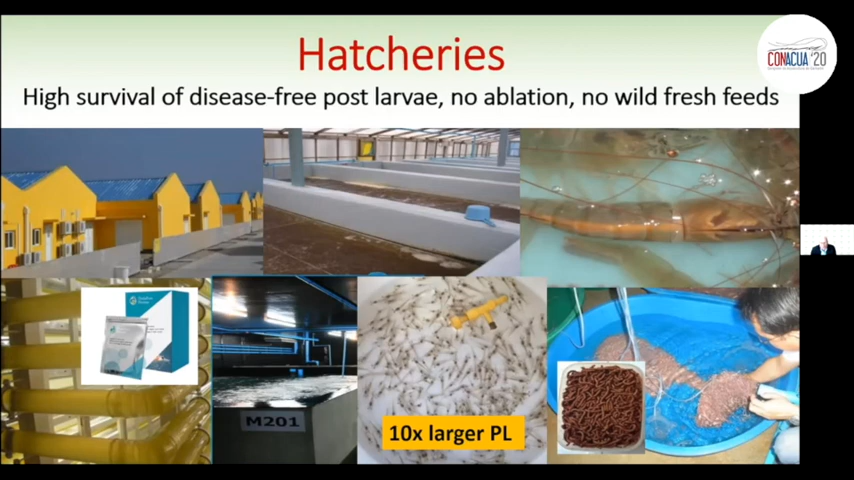 Hatcheries
CONACUA '20
High survival of disease-free post larvae, no ablation, no wild fresh feeds
M201
10x larger PL